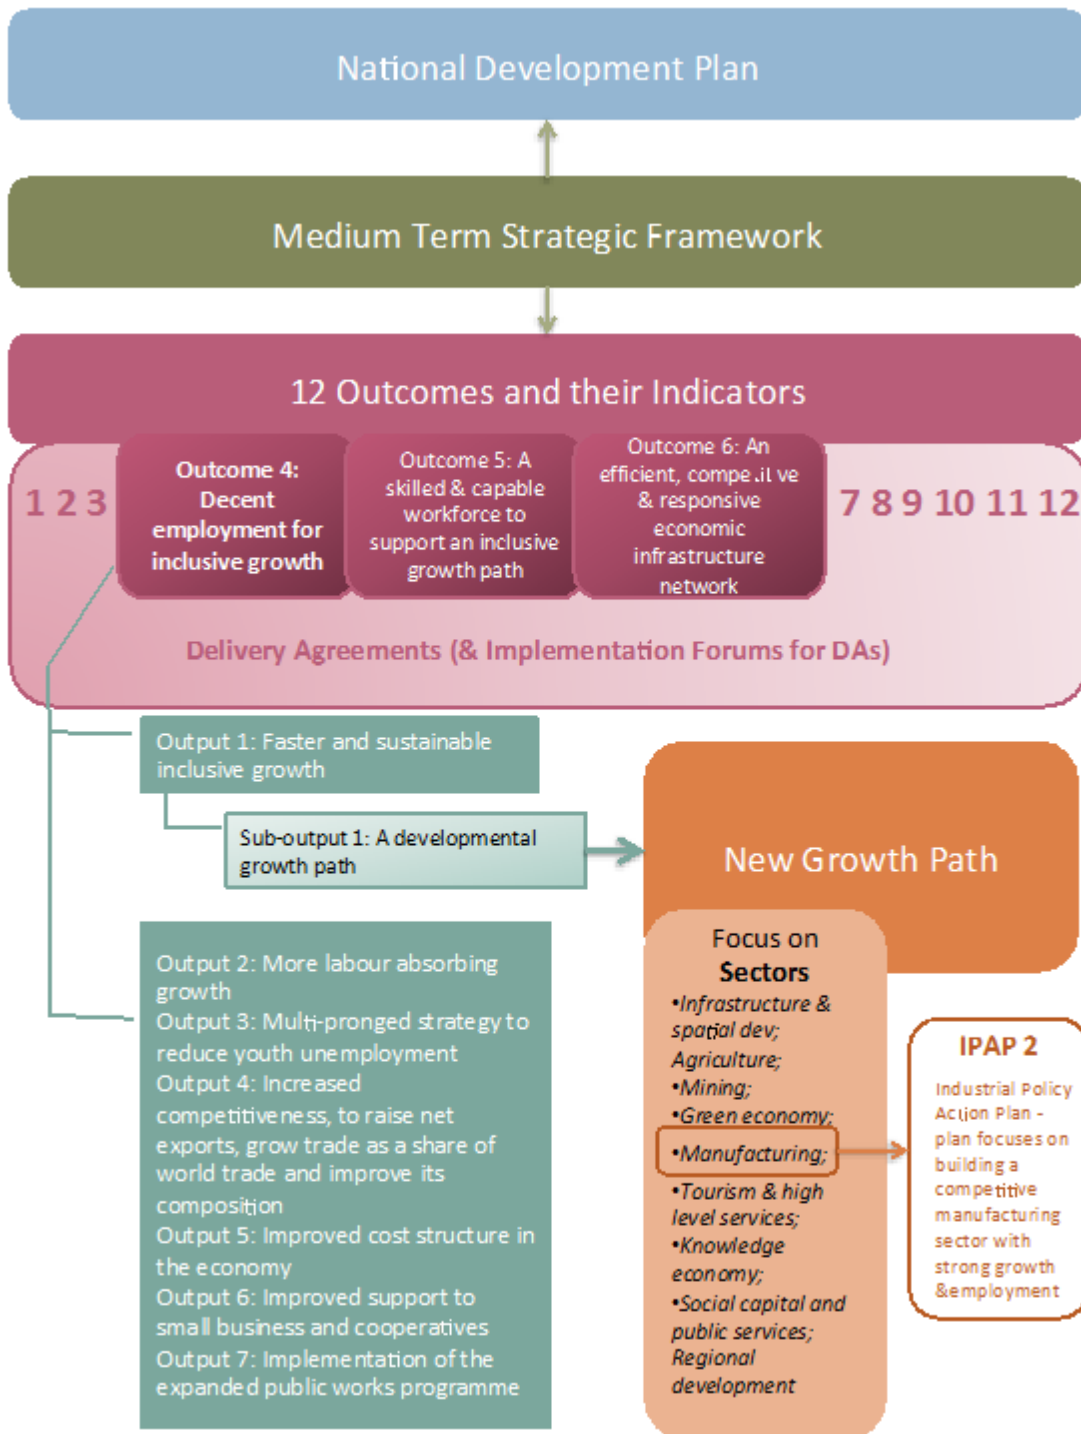 National Development Plan
Medium Term Strategic Framework
12 Outcomes and their Indicators
1 2 3
Outcome 4:
Decent
employment for
inclusive growth
Outcome 5: A
skilled & capable
workforce to
support an inclusive
growth path
Outcome 6: An
efficient,
& responsive
economic
infrastructure
network
7 8 9 10 11 12
Delivery Agreements (& Implementation Forums for DAs)
Output 1: Faster and sustainable
inclusive growth
Sub-output 1: A developmental
growth path
Output 2: More labour absorbing
growth
Output 3: Multi-pronged strategy to
reduce youth unemployment
Output 4: Increased
competitiveness, to raise net
exports, grow trade as a share of
world trade and improve its
composition
Output 5: Improved cost structure in
the economy
Output 6: Improved support to
small business and cooperatives
Output 7: Implementation of the
expanded public works programme
New Growth Path
Focus on
Sectors
•Infrastructure &
spatial dev;
Agriculture;
•Mining;
•Green economy;
•Manufacturing;
•Tourism & high
level services;
•Knowledge
economy;
•Social capital and
public services;
Regional
development
IPAP 2
Industrial Policy
Action Plan -
plan focuses on
building a
competitive
manufacturing
sector with
strong growth
&employment